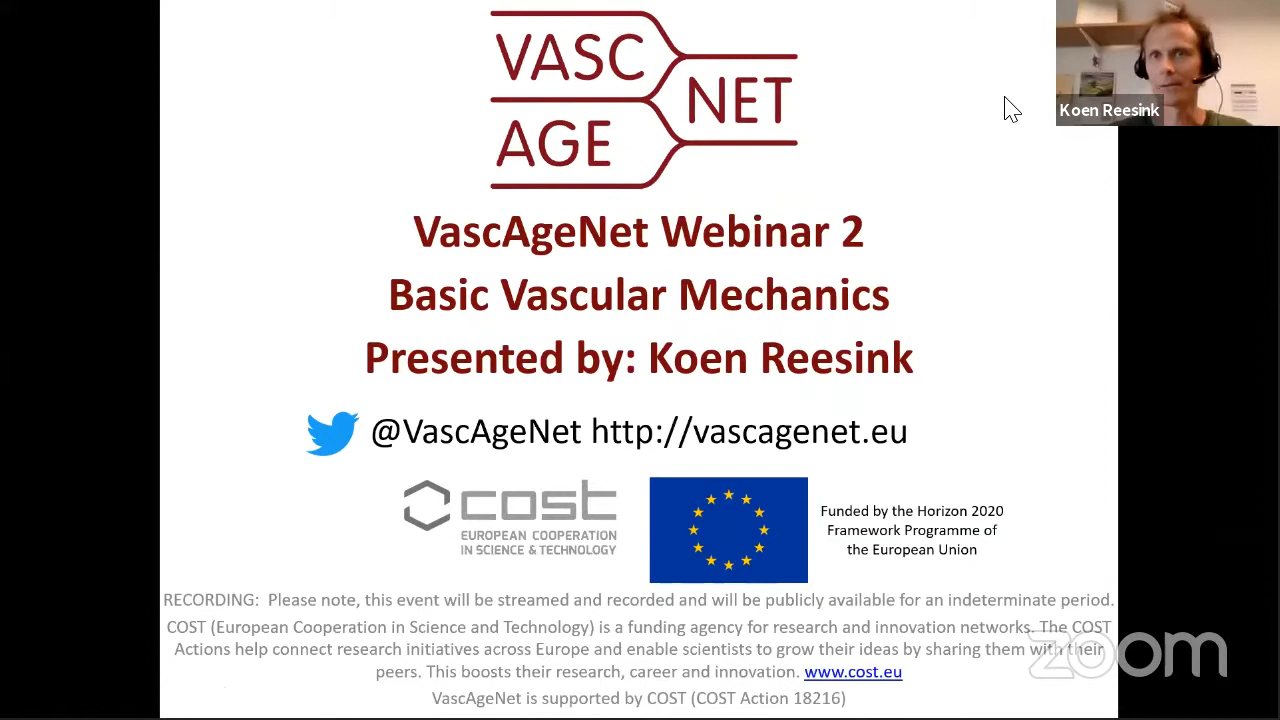 VASC
NET
AGE
Koen Reesink
VascAgeNet Webinar 2
Basic Vascular Mechanics
Presented by: Koen Reesink
@VascAgeNet http://vascagenet.eu
cost
EUROPEAN COOPERATION
IN SCIENCE & TECHNOLOGY
Funded by the Horizon 2020
Framework Programme of
the European Union
RECORDING: Please note, this event will be streamed and recorded and will be publicly available for an indeterminate period.
COST (European Cooperation in Science and Technology) is a funding agency for research and innovation networks. The COST
Actions help connect research initiatives across Europe and enable scientists to grow their ideas by sharing them with their
peers. This boosts their research, career and innovation. www.cost.eu
VascAgeNet is supported by COST (COST Action 18216)
zoom